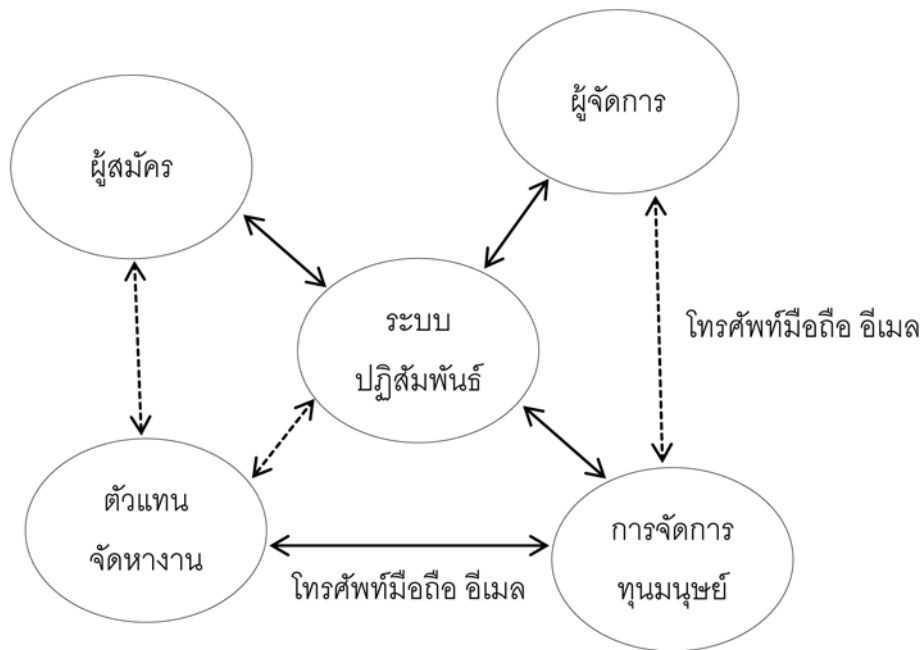 ผู้จัดการ
ผู้สมัคร
ระบบ
ปฏิสัมพันธ์
โทรศัพท์มือถือ อีเมล
ตัวแทน
จัดหางาน
การจัดการ
ทุนมนุษย์
โทรศัพท์มือถือ อีเมล